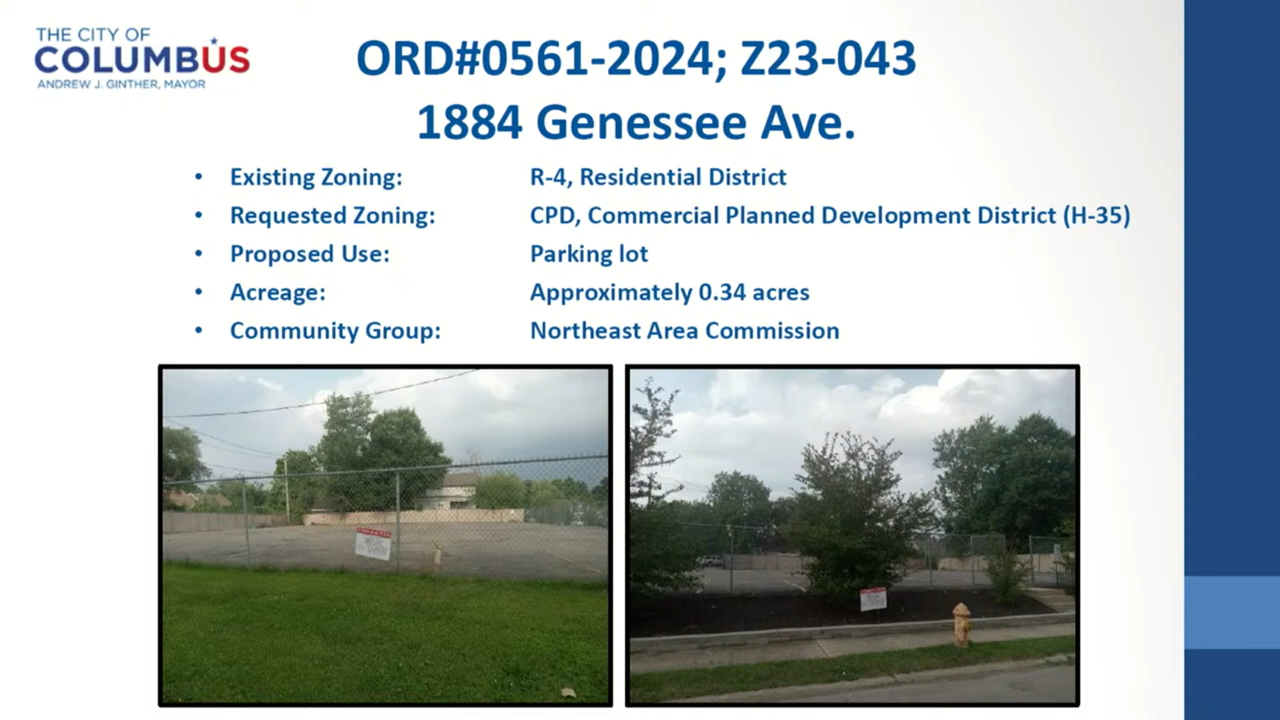 THE CITY OF
COLUMBUS
ANDREW J. GINTHER, MAYOR
ORD#0561-2024; Z23-043
1884 Genessee Ave.
• Existing Zoning: R-4, Residential District
• Requested Zoning: CPD, Commercial Planned Development District (H-35)
• Proposed Use: Parking lot
• Acreage: Approximately 0.34 acres
• Community Group: Northeast Area Commission